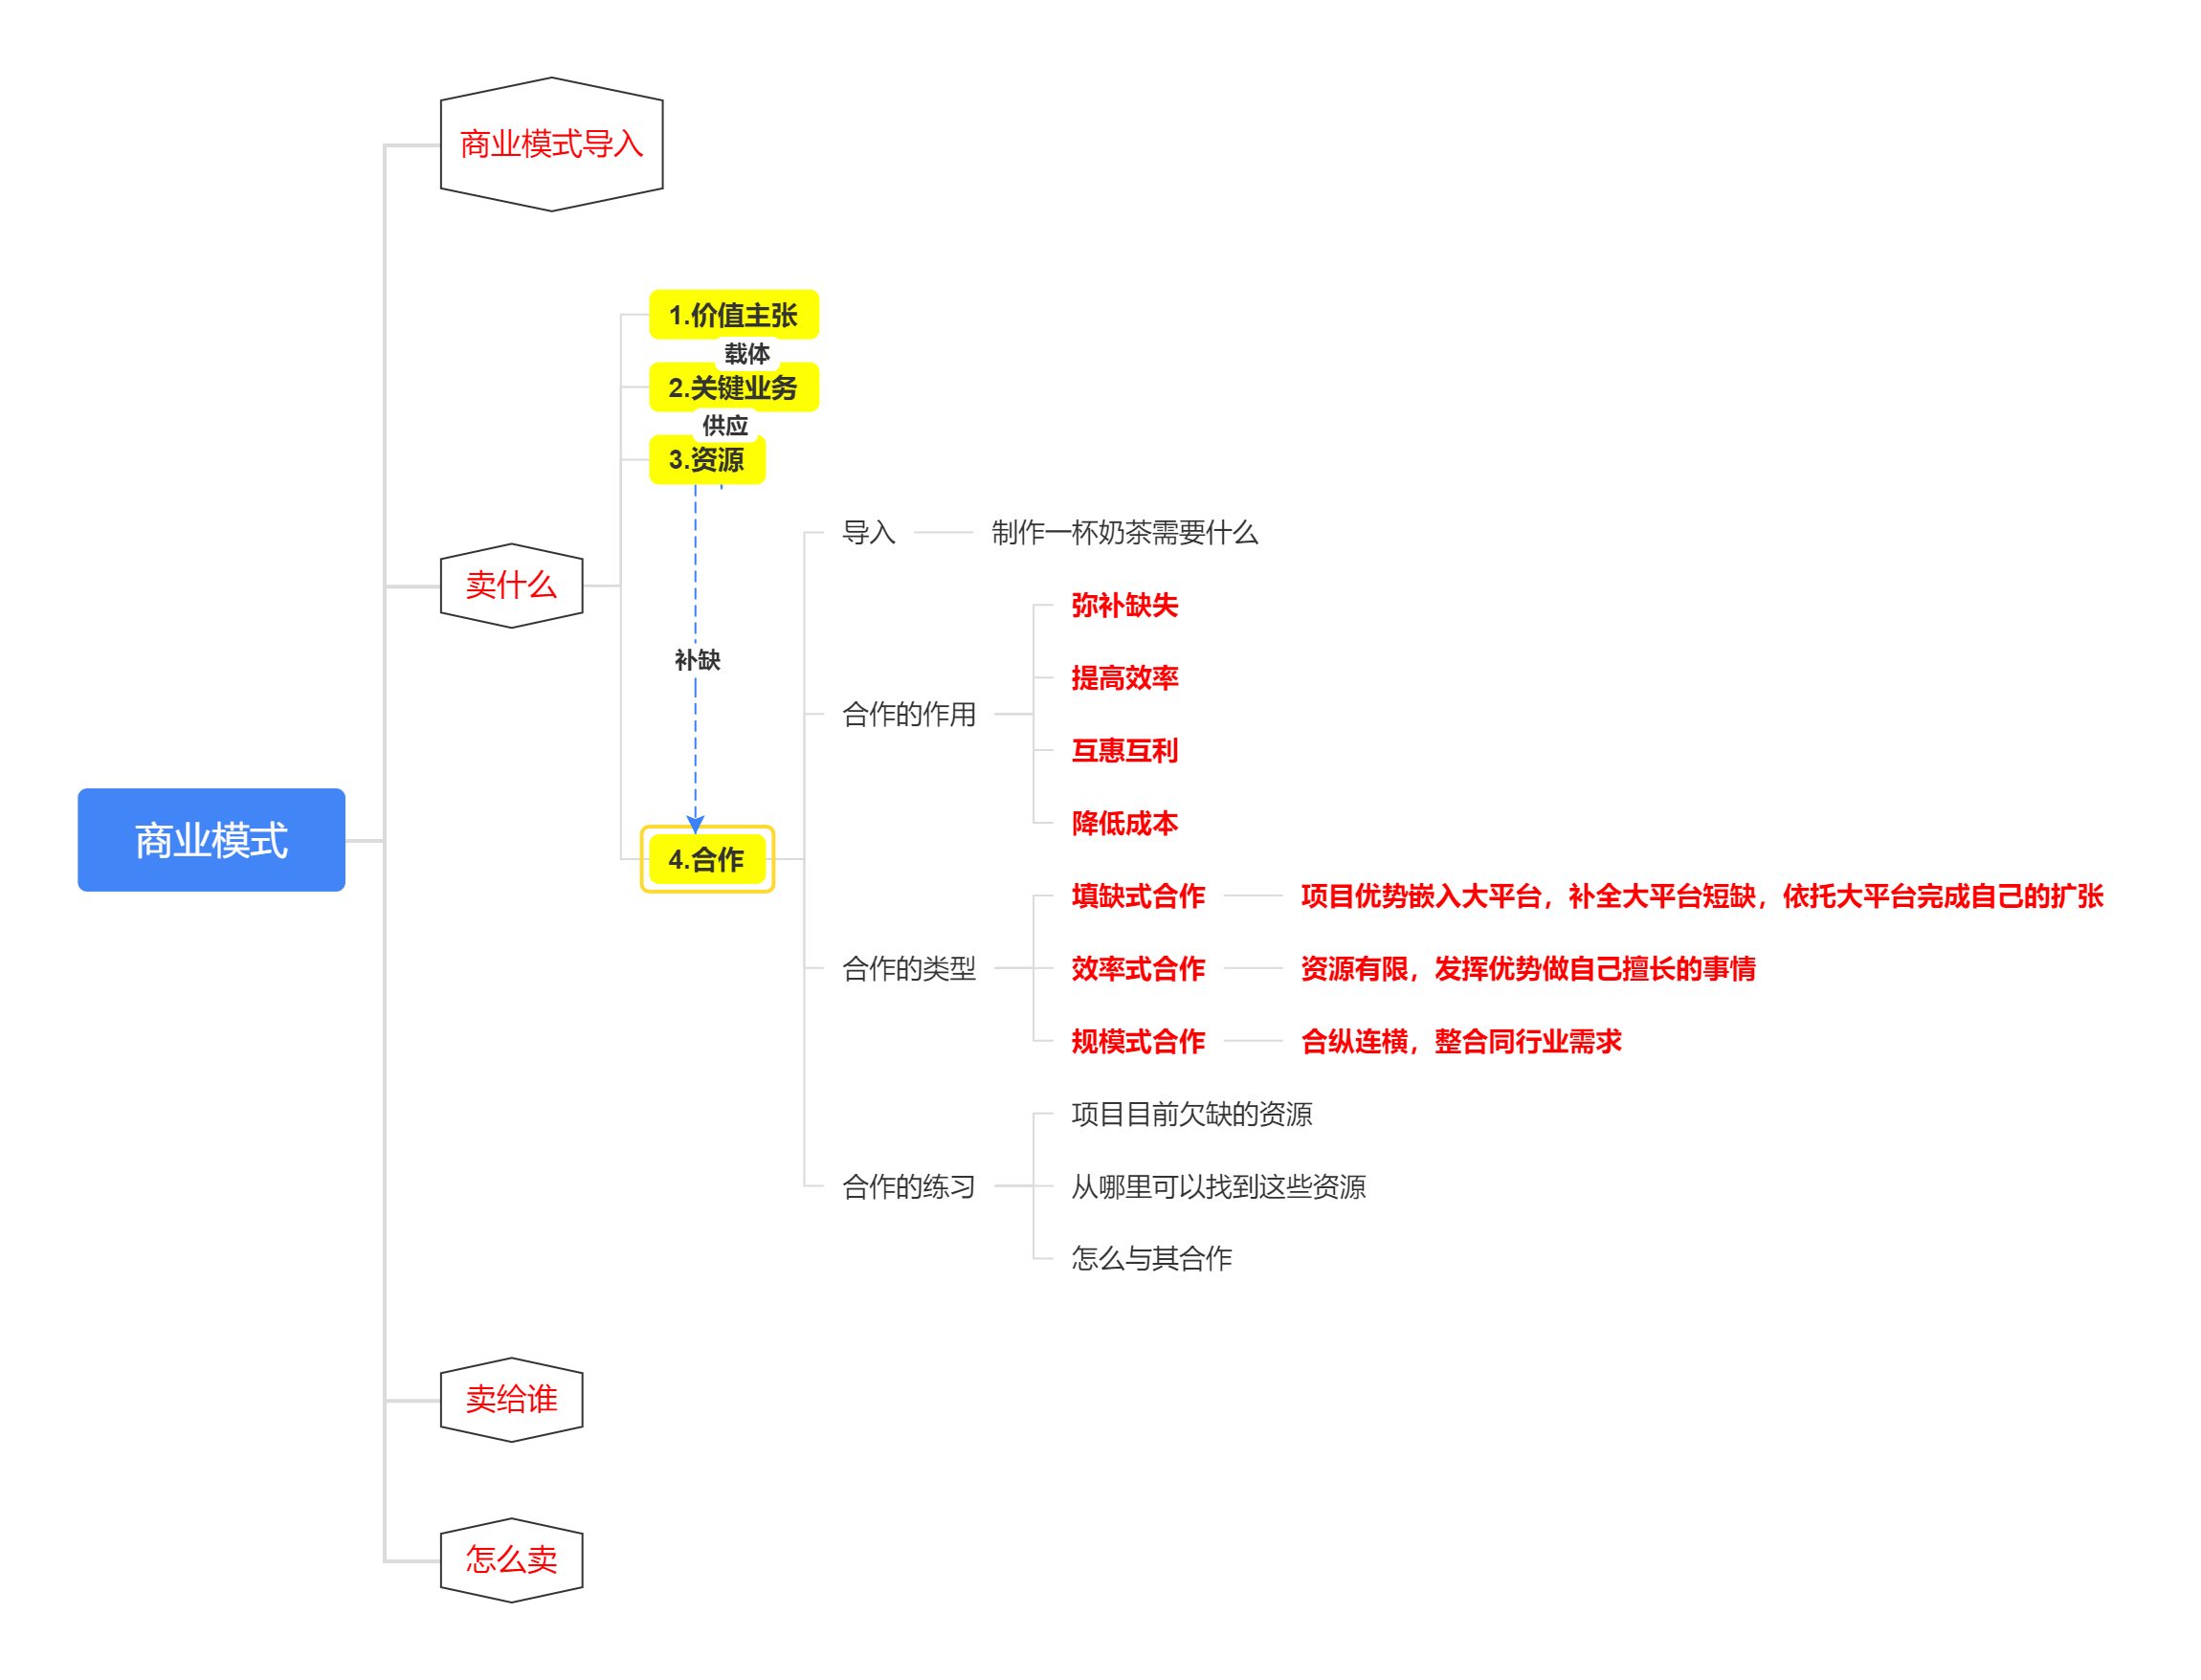 商业模式导入
1.价值主张
载体
2.关键业务
供应
3.资源
导入
制作一杯奶茶需要什么
卖什么
弥补缺失
补缺
提高效率
合作的作用
互惠互利
降低成本
商业模式
4.合作
填缺式合作
项目优势嵌入大平台，补全大平台短缺，依托大平台完成自己的扩张
合作的类型
效率式合作
资源有限，发挥优势做自己擅长的事情
规模式合作
合纵连横，整合同行业需求
项目目前欠缺的资源
合作的练习
从哪里可以找到这些资源
怎么与其合作
卖给谁
怎么卖